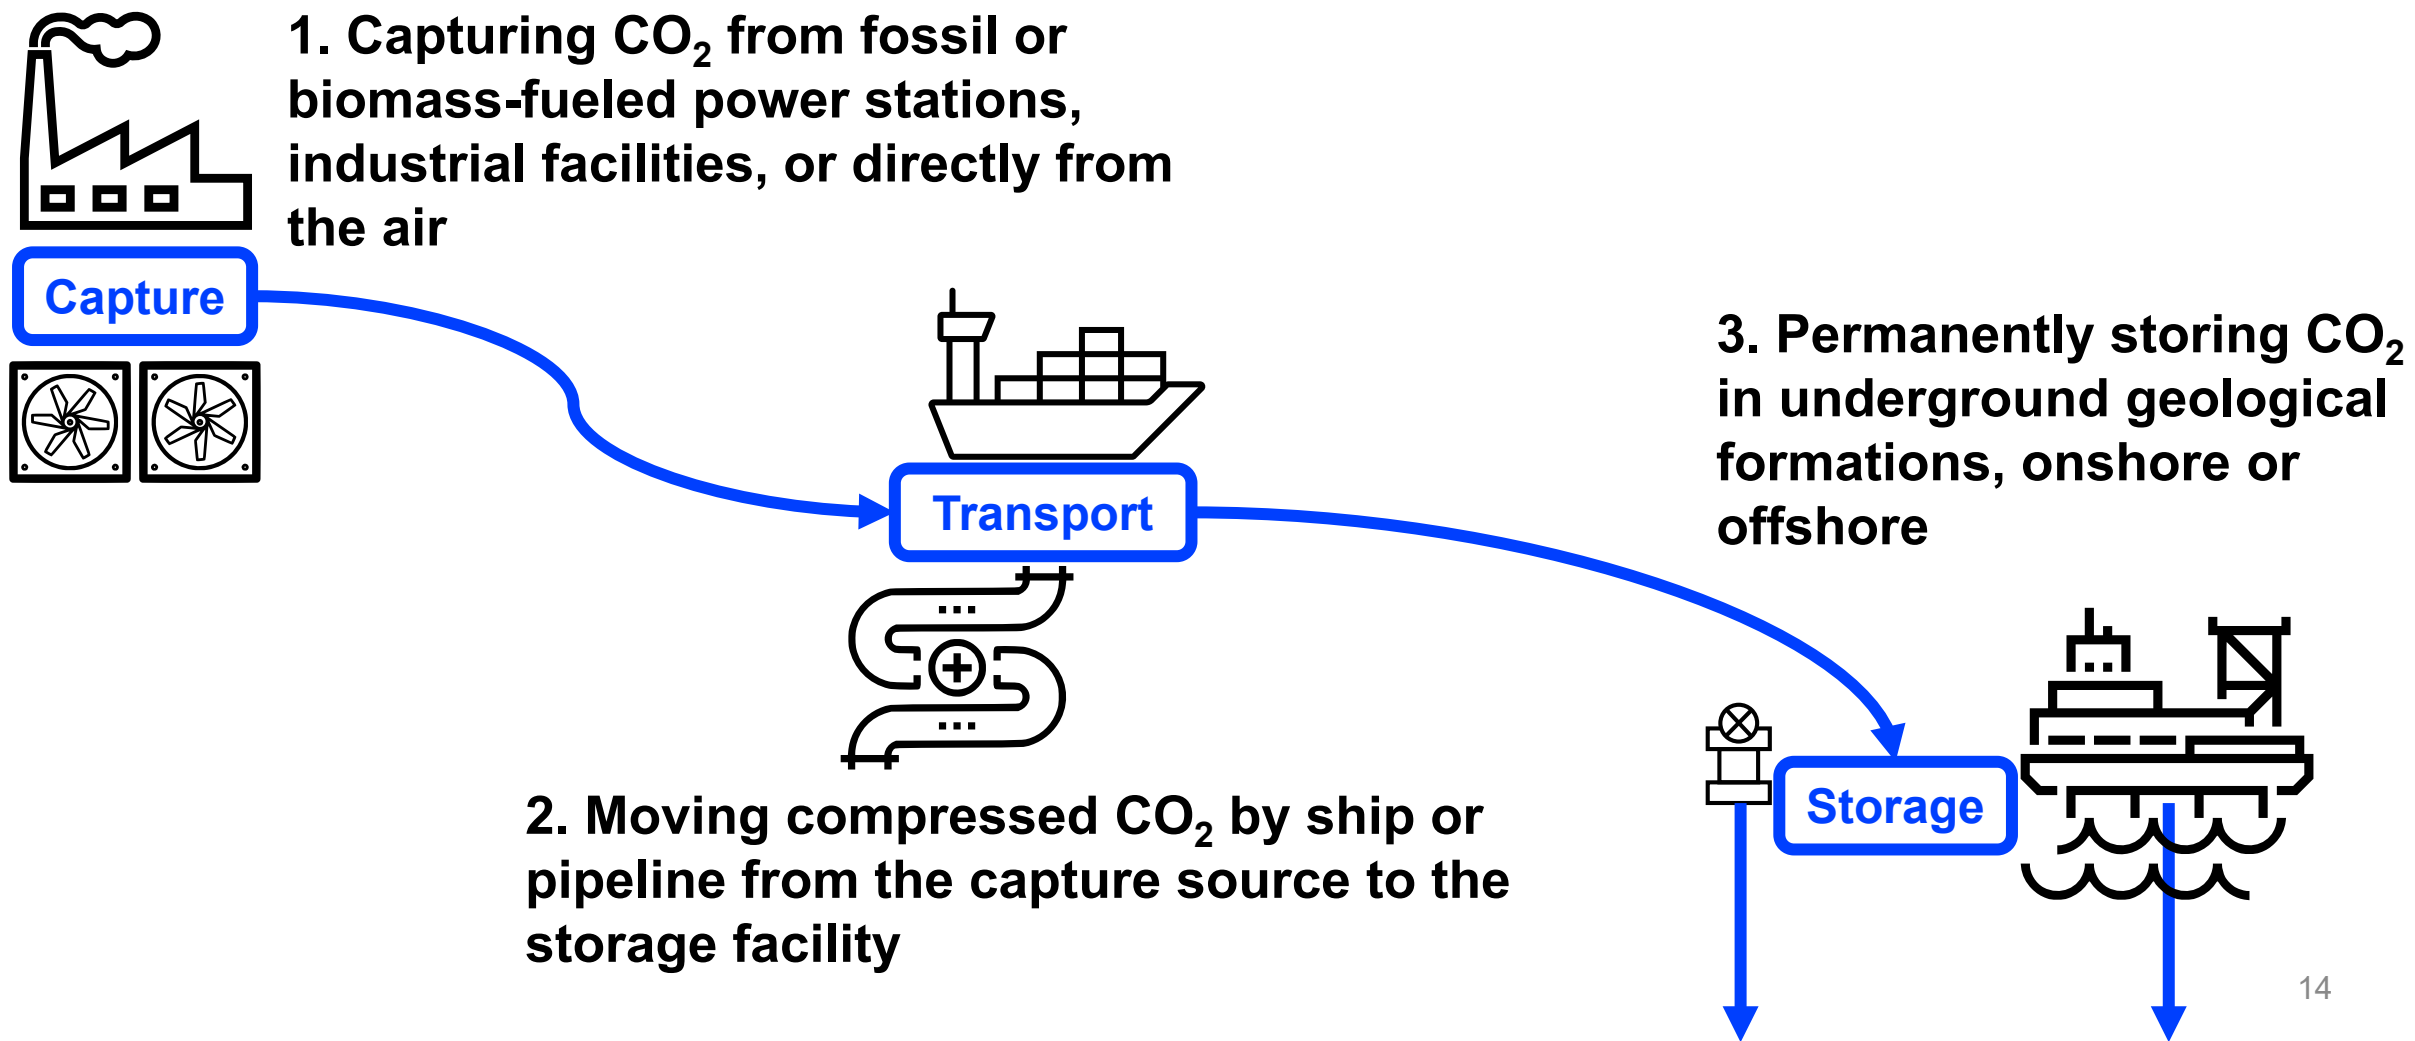 1. Capturing CO₂ from fossil or
biomass-fueled power stations,
industrial facilities, or directly from
the air
Capture
Transport
2. Moving compressed CO₂ by ship or
pipeline from the capture source to the
storage facility
3. Permanently storing CO₂
in underground geological
formations, onshore or
offshore
Storage
14